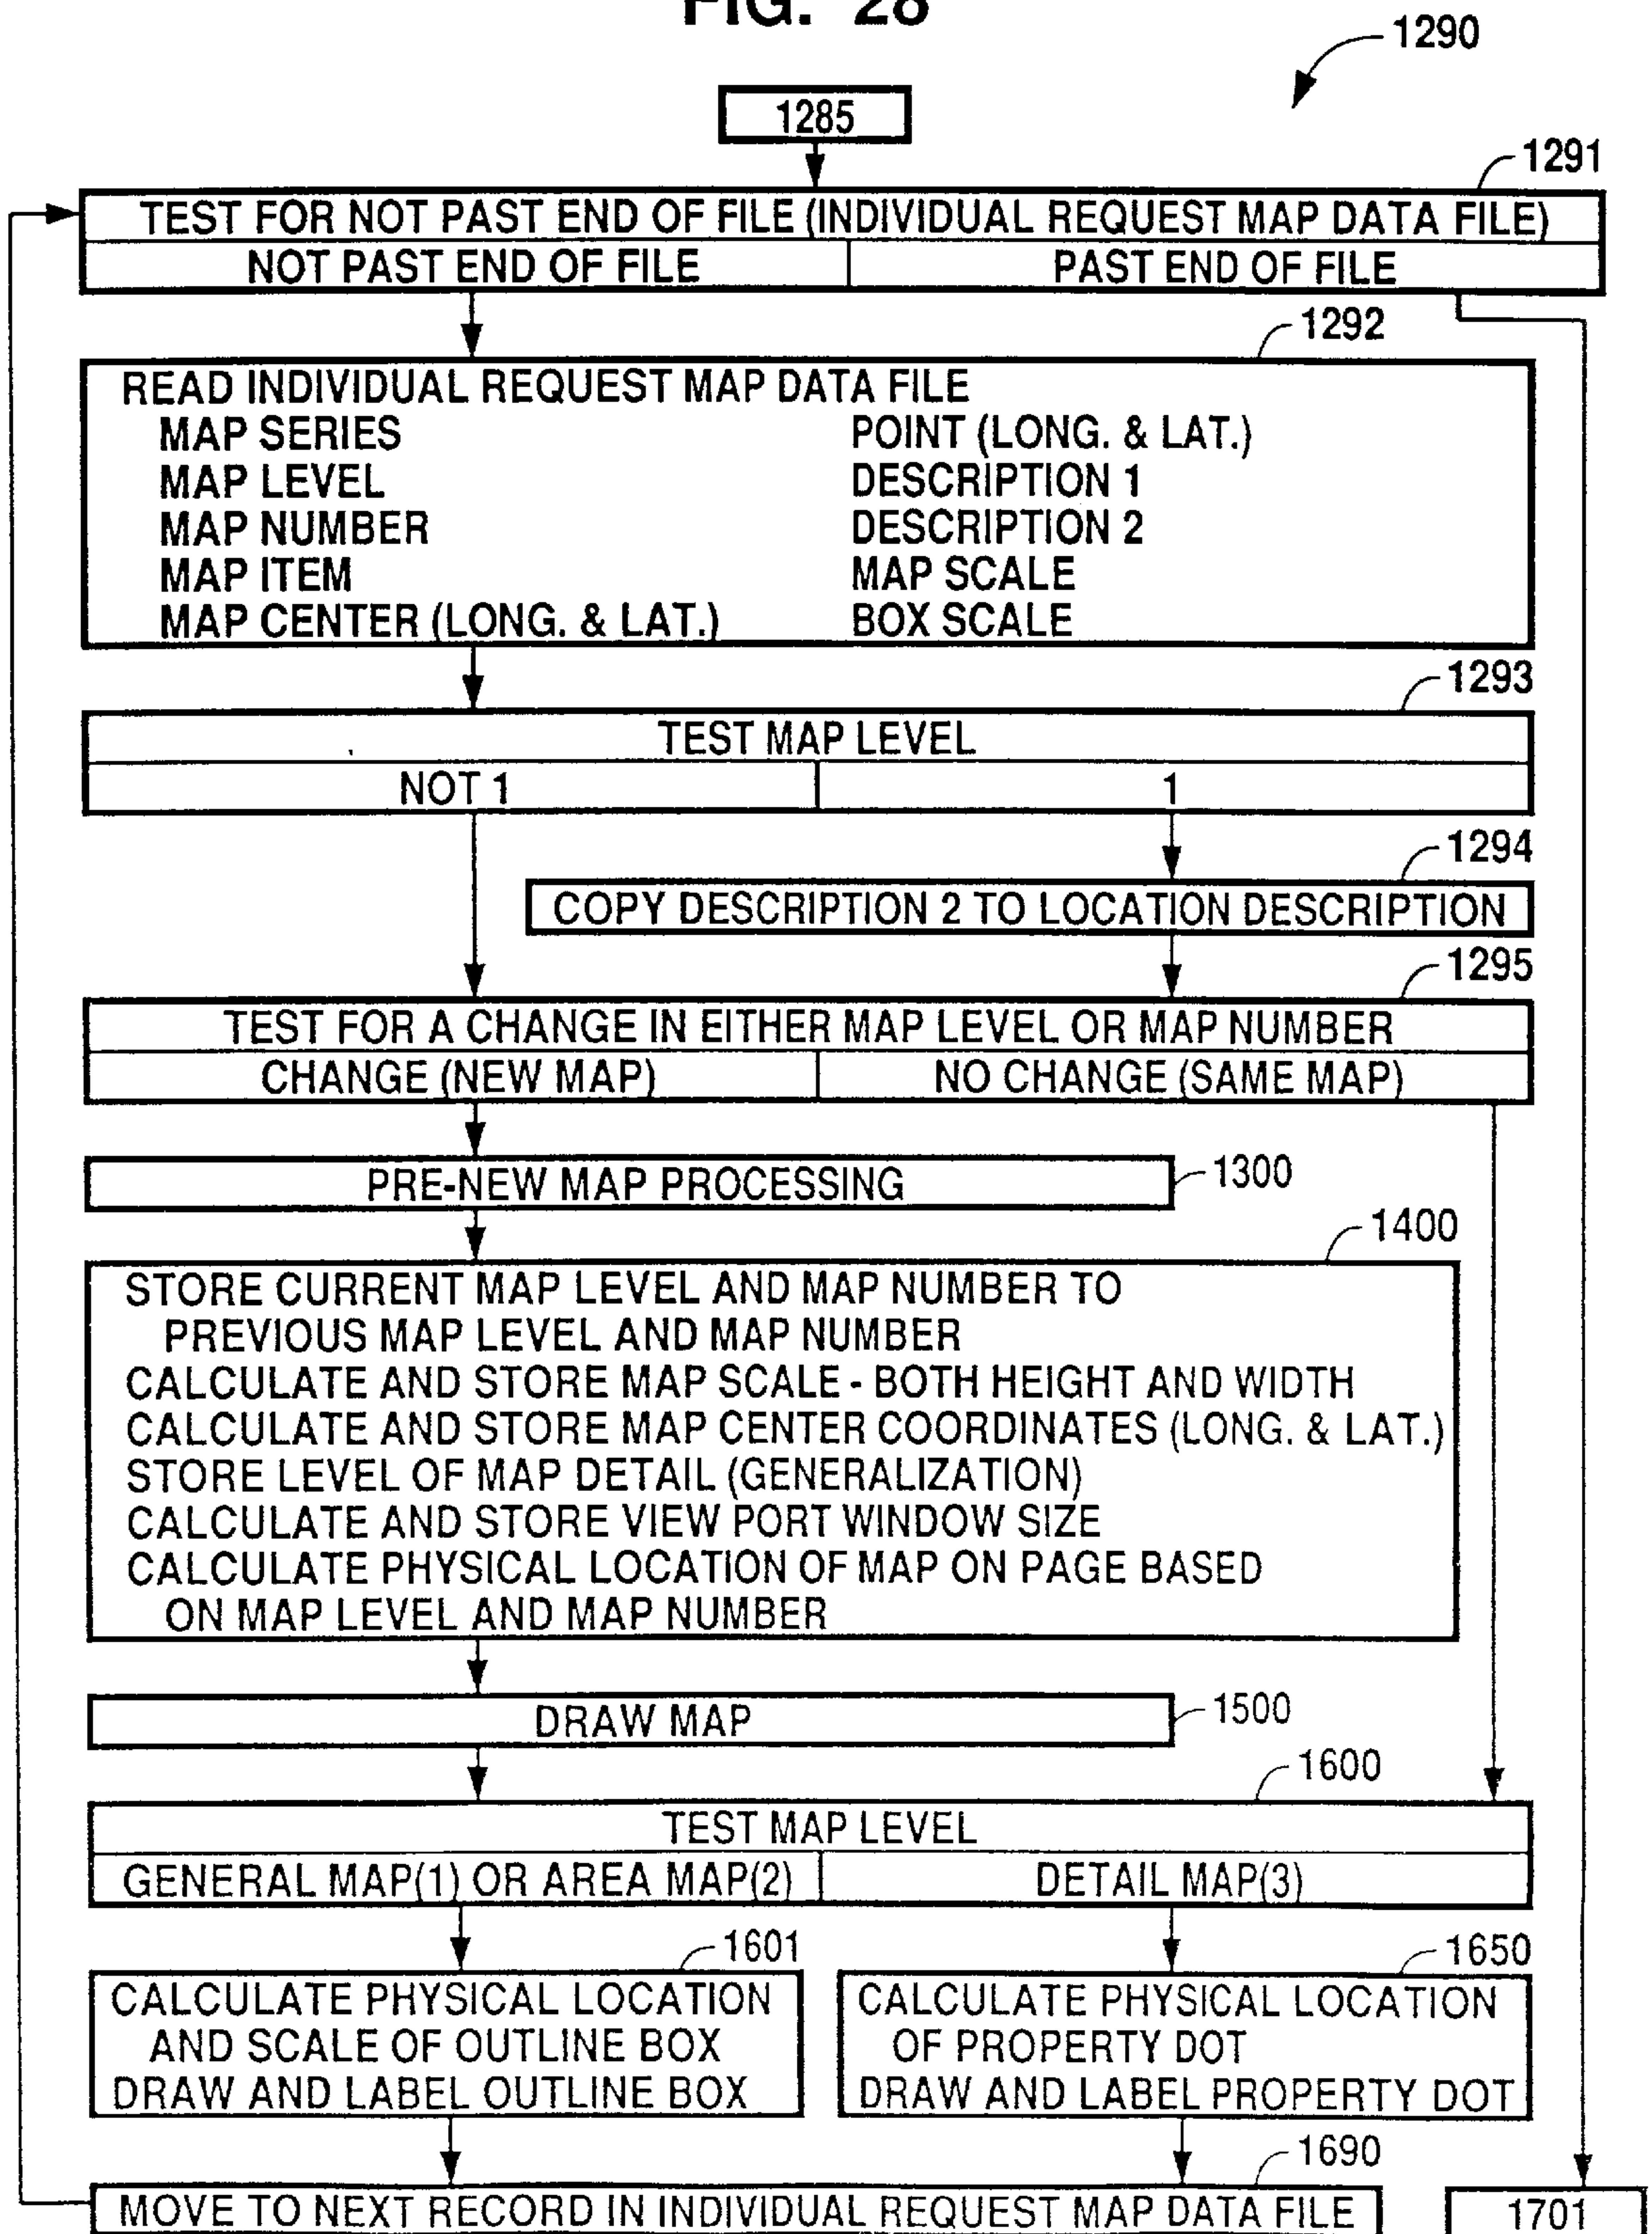 FIG. 28
1290
1285
1291
TEST FOR NOT PAST END OF FILE (INDIVIDUAL REQUEST MAP DATA FILE)
NOT PAST END OF FILE
PAST END OF FILE
1292
READ INDIVIDUAL REQUEST MAP DATA FILE
MAP SERIES
MAP LEVEL
MAP NUMBER
MAP ITEM
MAP CENTER (LONG. & LAT.)
POINT (LONG. & LAT.)
DESCRIPTION 1
DESCRIPTION 2
MAP SCALE
BOX SCALE
1293
TEST MAP LEVEL
NOT 1
1
1294
COPY DESCRIPTION 2 TO LOCATION DESCRIPTION
1295
TEST FOR A CHANGE IN EITHER MAP LEVEL OR MAP NUMBER
CHANGE (NEW MAP)
NO CHANGE (SAME MAP)
PRE-NEW MAP PROCESSING
1300
1400
STORE CURRENT MAP LEVEL AND MAP NUMBER TO
PREVIOUS MAP LEVEL AND MAP NUMBER
CALCULATE AND STORE MAP SCALE - BOTH HEIGHT AND WIDTH
CALCULATE AND STORE MAP CENTER COORDINATES (LONG. & LAT.)
STORE LEVEL OF MAP DETAIL (GENERALIZATION)
CALCULATE AND STORE VIEW PORT WINDOW SIZE
CALCULATE PHYSICAL LOCATION OF MAP ON PAGE BASED
ON MAP LEVEL AND MAP NUMBER
DRAW MAP
1500
1600
TEST MAP LEVEL
GENERAL MAP(1) OR AREA MAP(2)
DETAIL MAP(3)
1601
CALCULATE PHYSICAL LOCATION
AND SCALE OF OUTLINE BOX
DRAW AND LABEL OUTLINE BOX
1650
CALCULATE PHYSICAL LOCATION
OF PROPERTY DOT
DRAW AND LABEL PROPERTY DOT
1690
MOVE TO NEXT RECORD IN INDIVIDUAL REQUEST MAP DATA FILE
1701